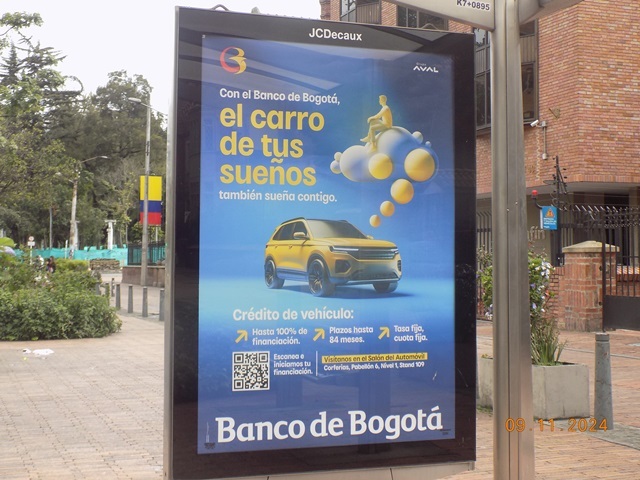 K7+0895
JCDecaux
AVAL
Con el Banco de Bogotá,
el carro
de tus
sueños
también sueña contigo.
Crédito de vehículo:
Hasta 100% de
financiación.
Plazos hasta
84 meses.
Tasa fija,
cuota fija.
Escanea e
iniciamos tu
financiación.
Visítanos en el Salón del Automóvil
Corferias, Pabellón 6, Nivel 1, Stand 109
Banco de Bogotá
09.11.2024